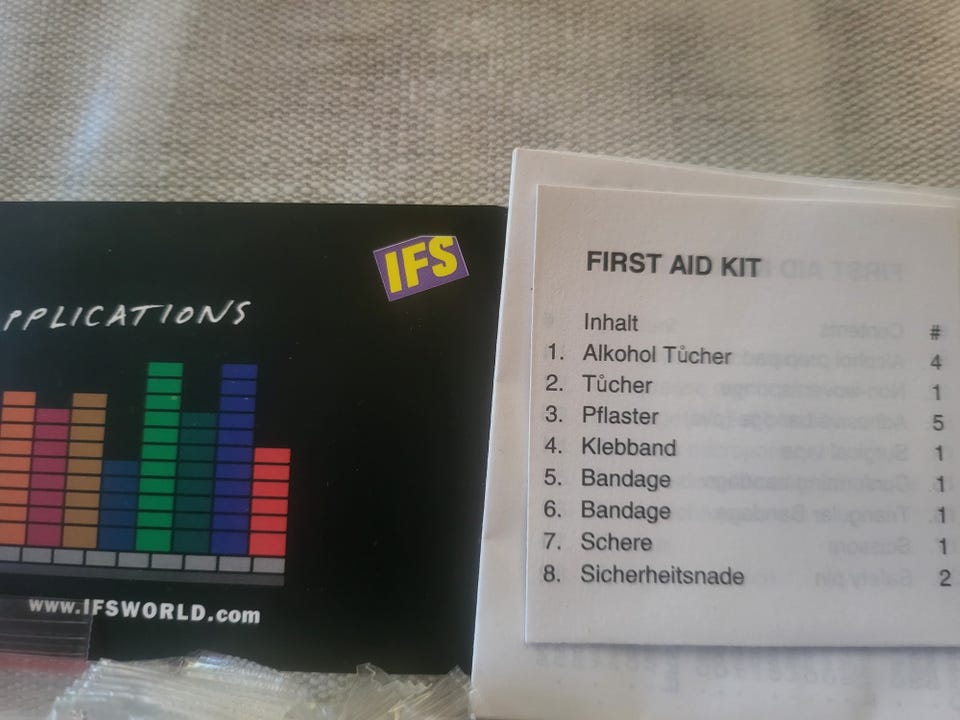 IFS
PPLICATIONS
www.IFSWORLD.com
FIRST AID KIT
Inhalt #
1. Alkohol Tůcher 4
2. Tůcher 1
3. Pflaster 5
4. Klebband 1
5. Bandage 1
6. Bandage 1
7. Schere 1
8. Sicherheitsnade 2